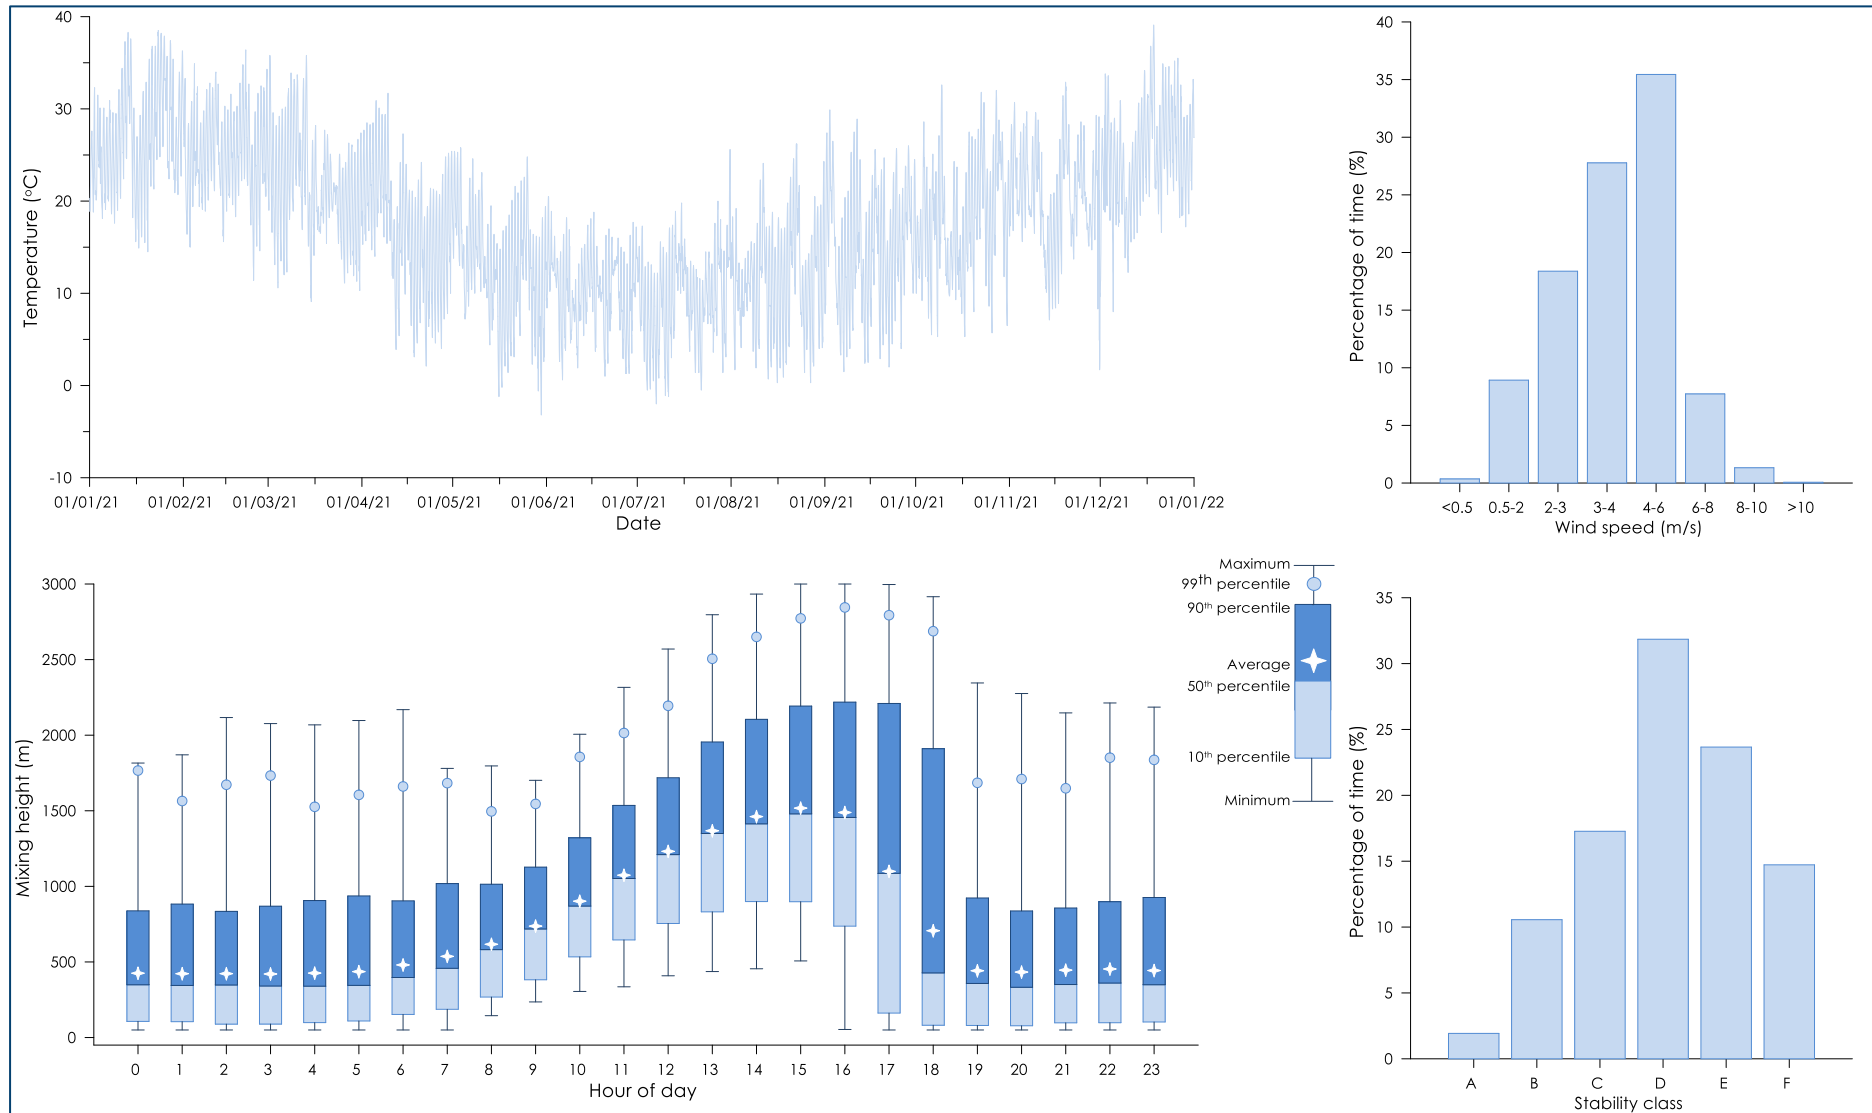 40
30
20
10
0
-10
Temperature (°C)
01/01/21 01/02/21 01/03/21 01/04/21 01/05/21 01/06/21 01/07/21 01/08/21 01/09/21 01/10/21 01/11/21 01/12/21 01/01/22
Date
40
35
30
25
20
15
10
5
0
Percentage of time (%)
<0.5 0.5-2 2-3 3-4 4-6 6-8 8-10 >10
Wind speed (m/s)
3000
2500
2000
1500
1000
500
0
Mixing height (m)
0 1 2 3 4 5 6 7 8 9 10 11 12 13 14 15 16 17 18 19 20 21 22 23
Hour of day
Maximum
99th percentile
90th percentile
Average
50th percentile
10th percentile
Minimum
35
30
25
20
15
10
5
0
Percentage of time (%)
A B C D E F
Stability class